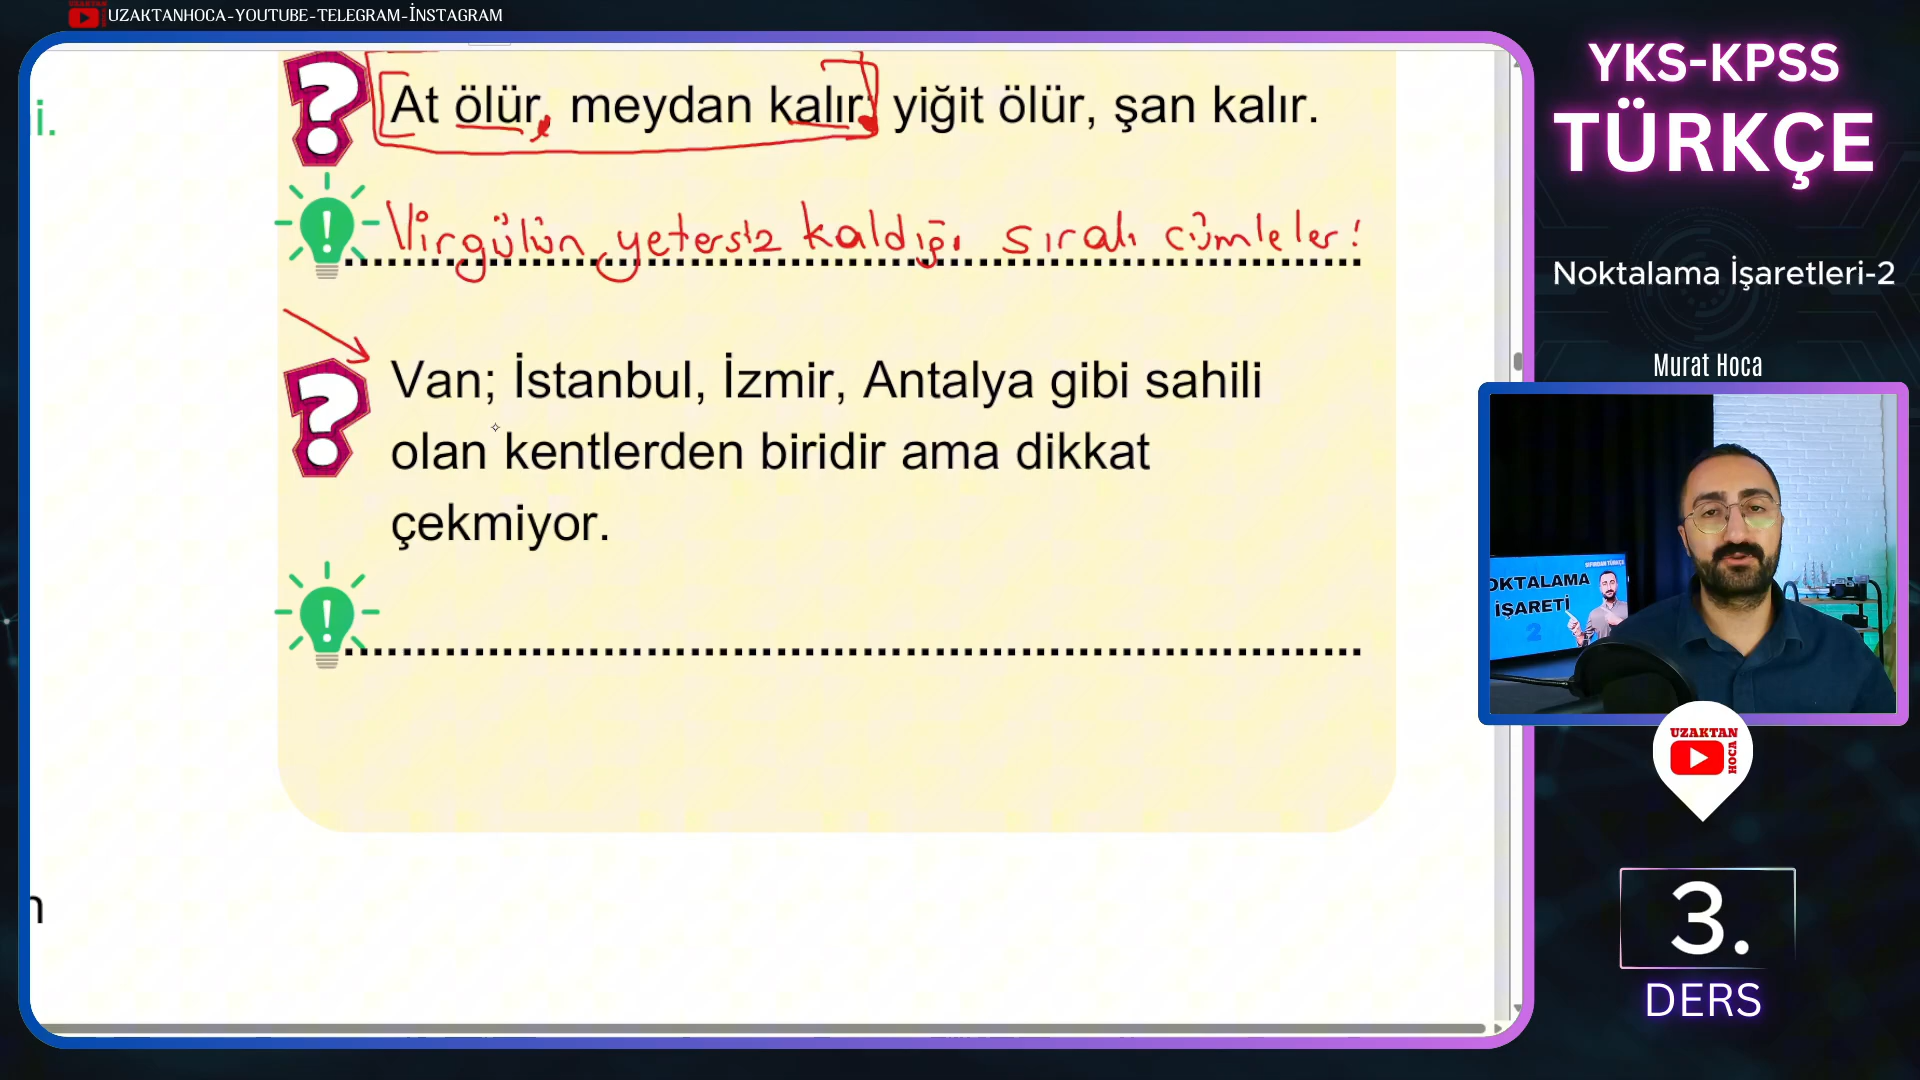 UZAKTANHOCA-YOUTUBE-TELEGRAM-İNSTAGRAM
i.
At ölür, meydan kalır; yiğit ölür, şan kalır.
Virgülün yetersiz kaldığı sıralı cümleler!
Van; İstanbul, İzmir, Antalya gibi sahili
olan kentlerden biridir ama dikkat
çekmiyor.
n
YKS-KPSS
TÜRKÇE
Noktalama İşaretleri-2
Murat Hoca
SIFIRDAN TÜRKÇE
OKTALAMA
İŞARETİ
2
UZAKTAN
HOCA
3.
DERS